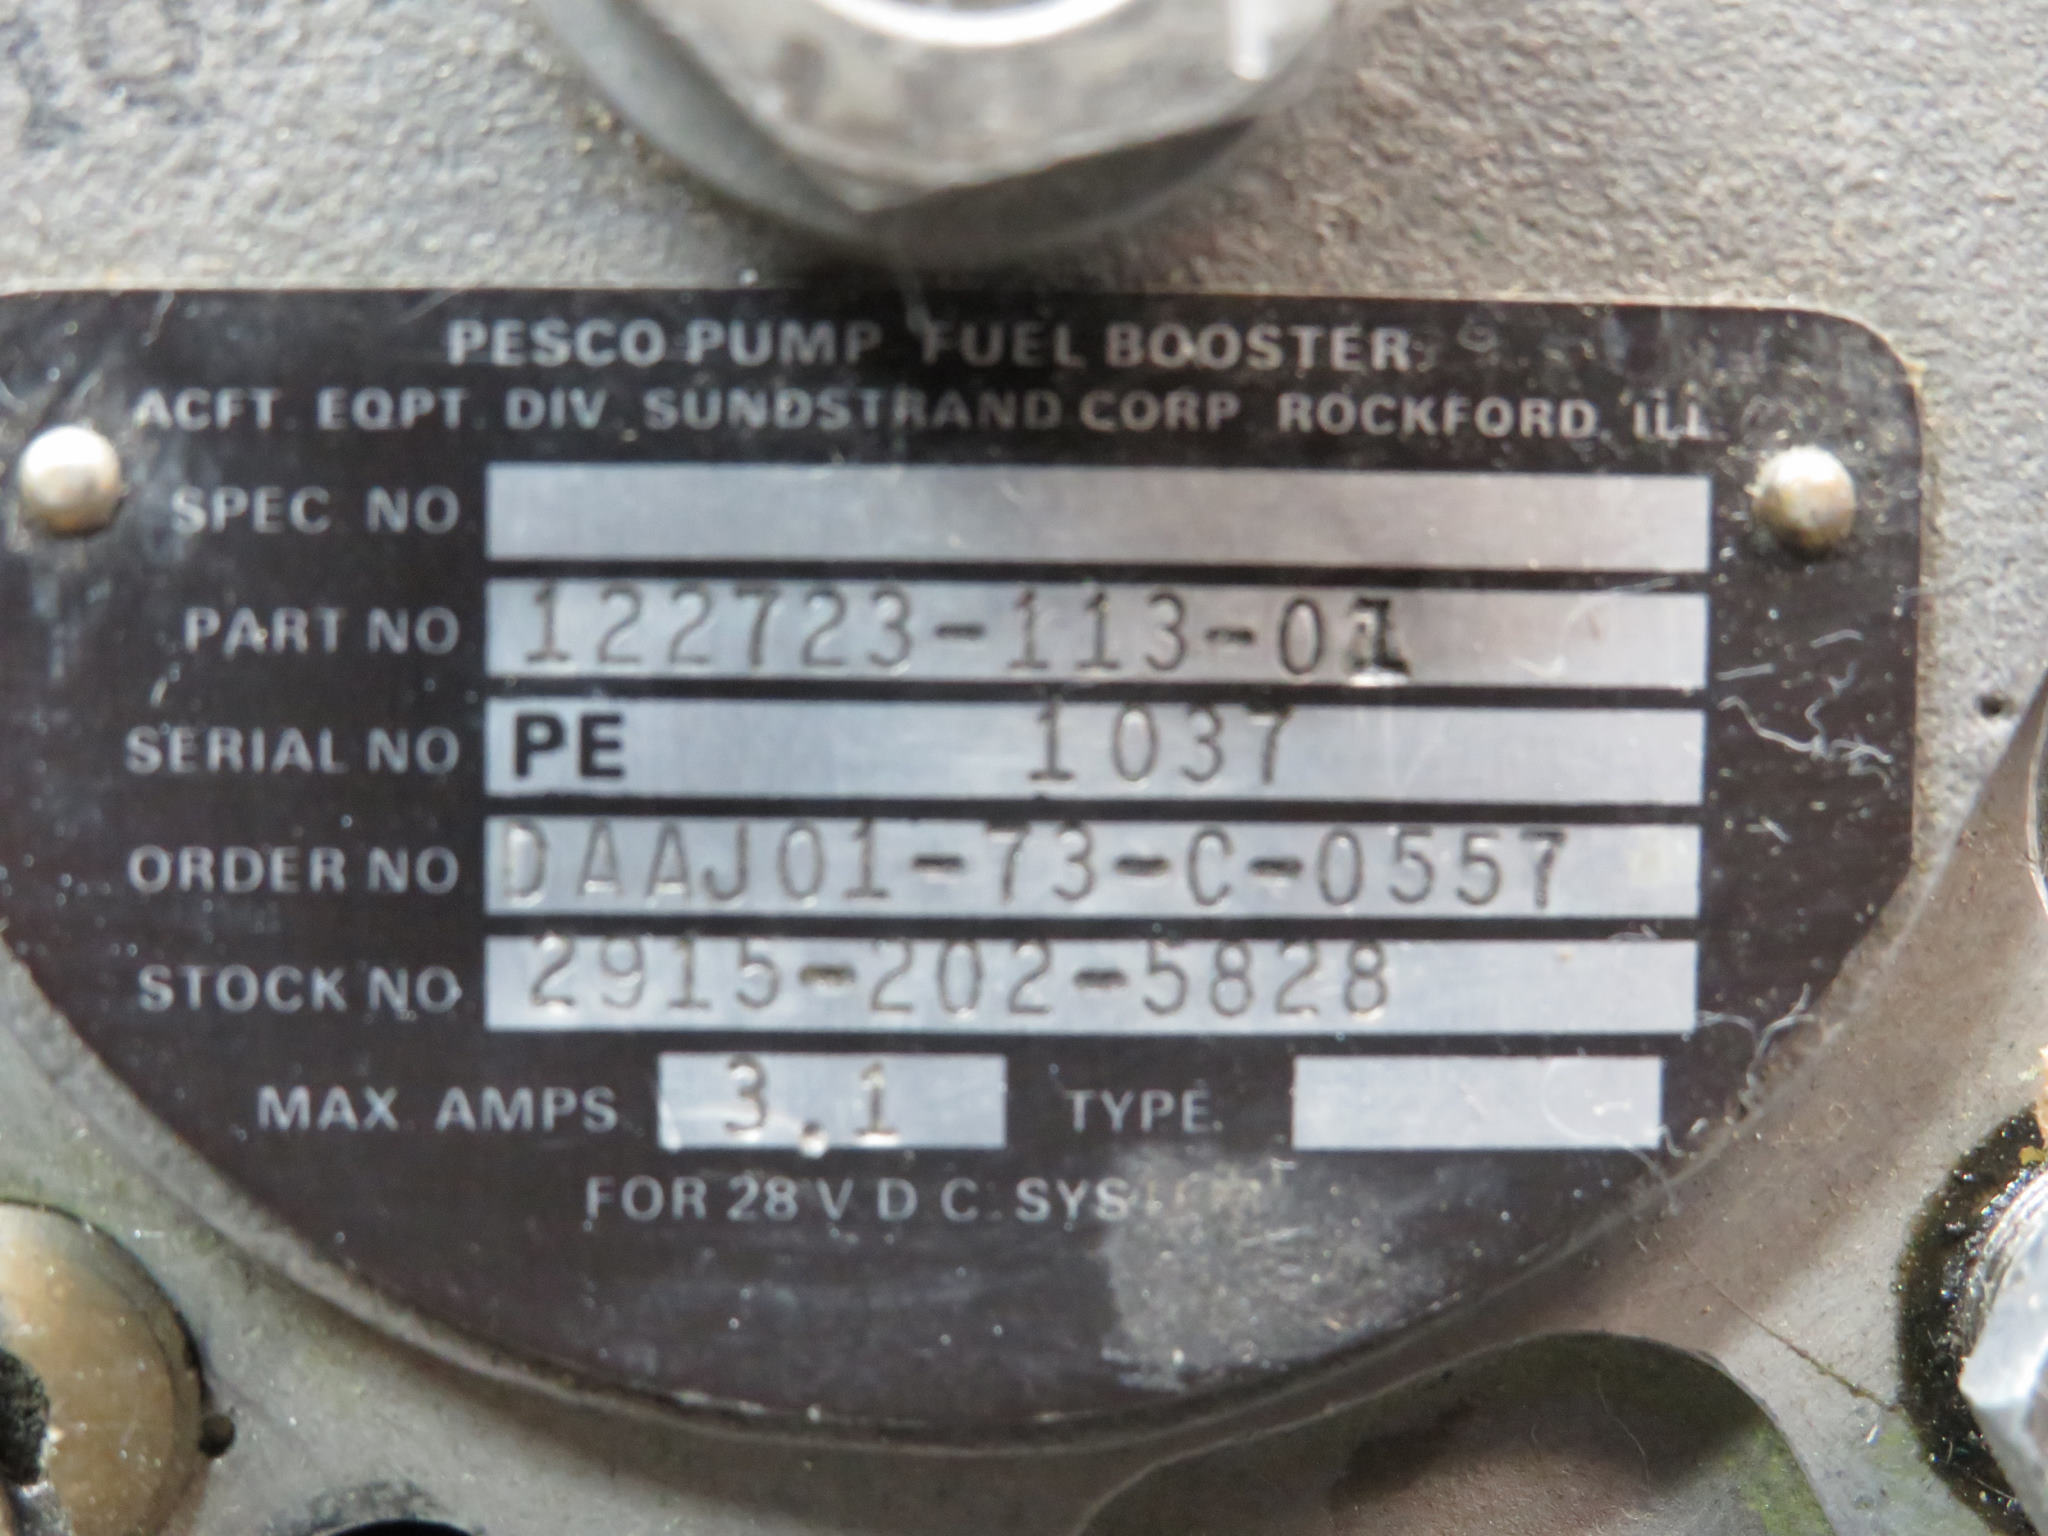 PESCO PUMP FUEL BOOSTER
ACFT. EQPT. DIV. SUNDSTRAND CORP. ROCKFORD, ILL.
SPEC NO
PART NO 122723-113-01
SERIAL NO PE 1037
ORDER NO DAAJ01-73-C-0557
STOCK NO. 2915-202-5828
MAX. AMPS. 3.1 TYPE.
FOR 28 V. D. C. SYS